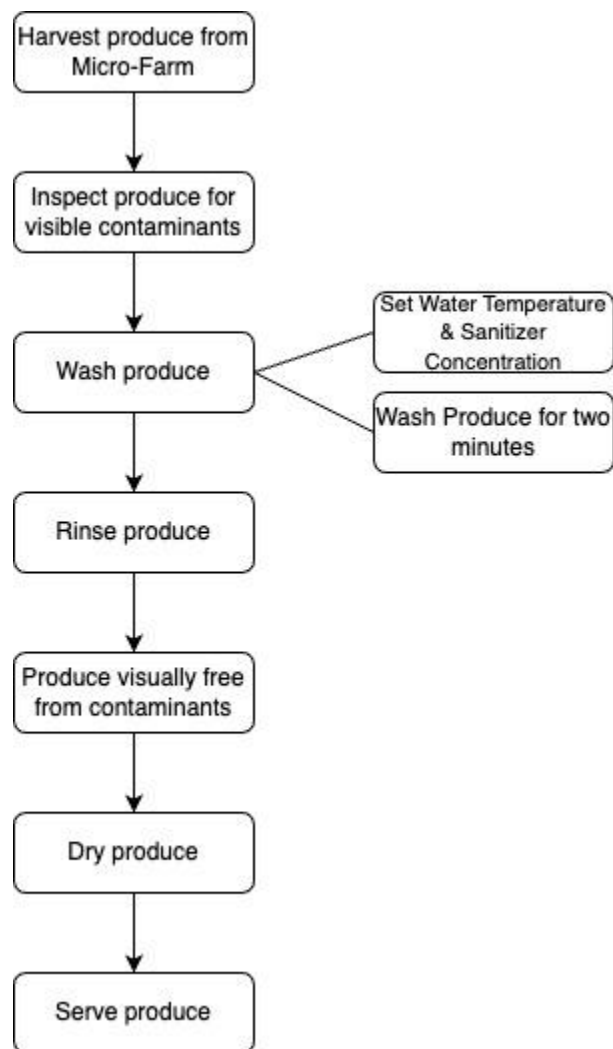 Harvest produce from
Micro-Farm
Inspect produce for
visible contaminants
Wash produce
Set Water Temperature
& Sanitizer
Concentration
Wash Produce for two
minutes
Rinse produce
Produce visually free
from contaminants
Dry produce
Serve produce